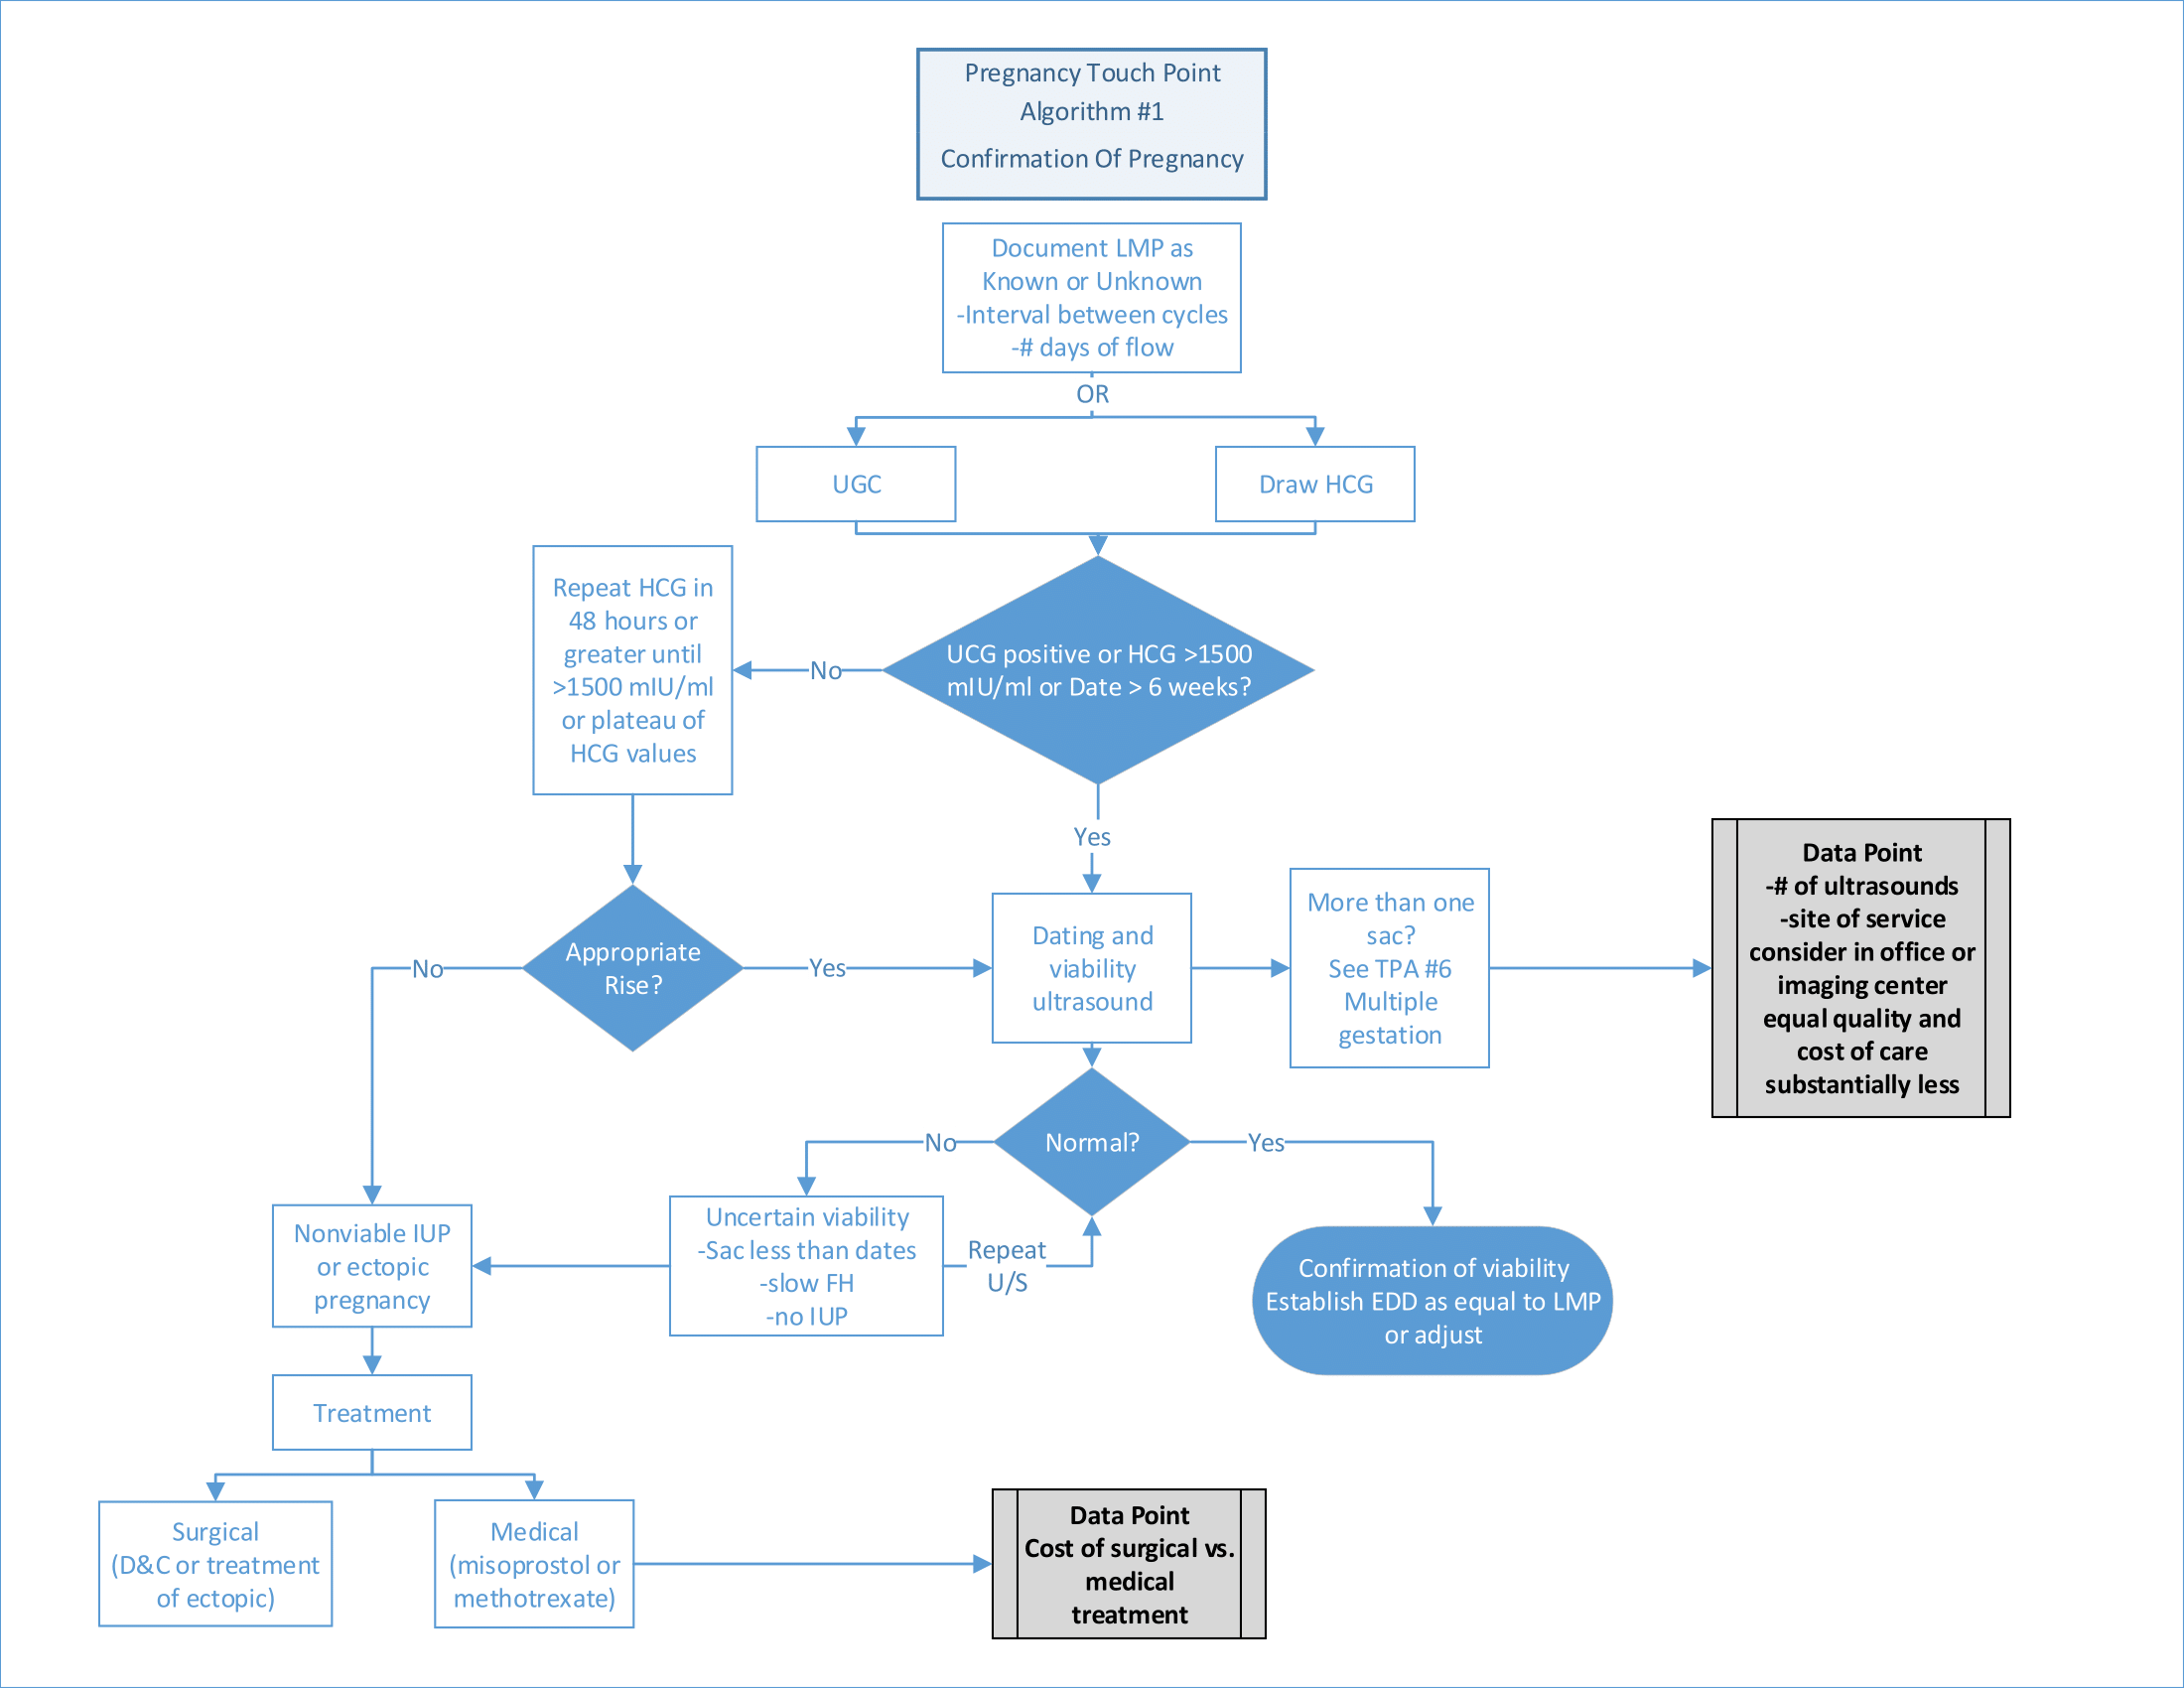 Pregnancy Touch Point
Algorithm #1
Confirmation Of Pregnancy
Document LMP as
Known or Unknown
-Interval between cycles
-# days of flow
OR
UGC
Draw HCG
Repeat HCG in
48 hours or
greater until
>1500 mIU/ml
or plateau of
HCG values
No
UCG positive or HCG >1500
mIU/ml or Date > 6 weeks?
Yes
Appropriate
Rise?
No
Yes
Dating and
viability
ultrasound
More than one
sac?
See TPA #6
Multiple
gestation
Data Point
-# of ultrasounds
-site of service
consider in office or
imaging center
equal quality and
cost of care
substantially less
Normal?
No
Yes
Nonviable IUP
or ectopic
pregnancy
Uncertain viability
-Sac less than dates
-slow FH
-no IUP
Repeat
U/S
Confirmation of viability
Establish EDD as equal to LMP
or adjust
Treatment
Surgical
(D&C or treatment
of ectopic)
Medical
(misoprostol or
methotrexate)
Data Point
Cost of surgical vs.
medical
treatment